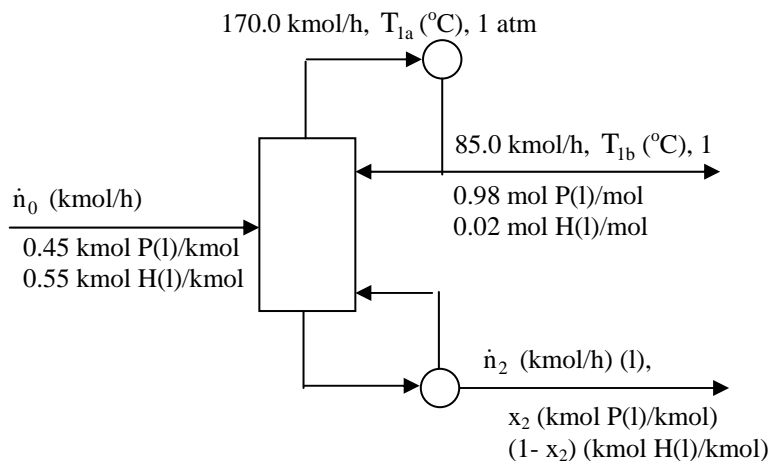 170.0 kmol/h, T₁ₐ (°C), 1 atm
85.0 kmol/h, T₁b (°C), 1
0.98 mol P(l)/mol
0.02 mol H(l)/mol
ṅ₀ (kmol/h)
0.45 kmol P(l)/kmol
0.55 kmol H(l)/kmol
ṅ₂ (kmol/h) (l),
x₂ (kmol P(l)/kmol)
(1- x₂) (kmol H(l)/kmol)